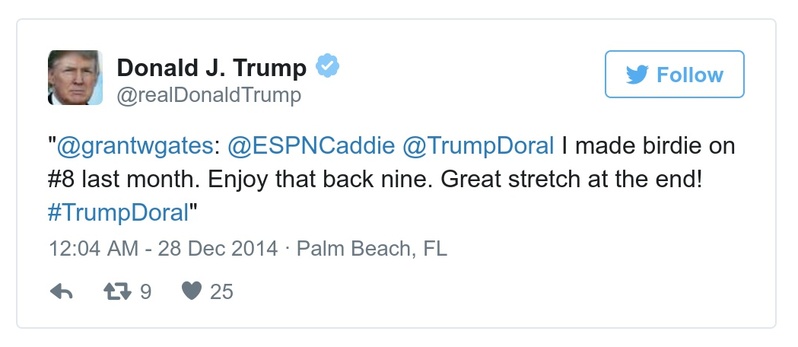 Donald J. Trump
@realDonaldTrump
Follow
"@grantwgates: @ESPNCaddie @TrumpDoral I made birdie on
#8 last month. Enjoy that back nine. Great stretch at the end!
#TrumpDoral"
12:04 AM - 28 Dec 2014 · Palm Beach, FL
9 25